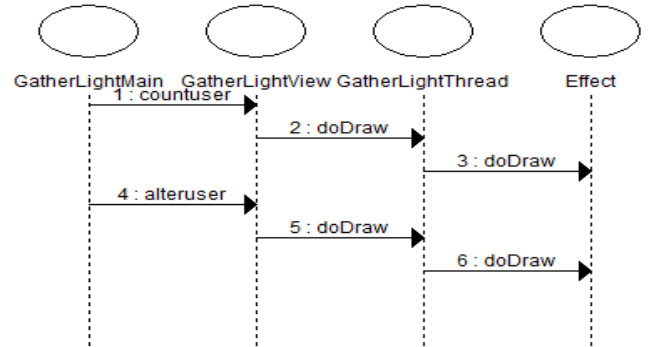 GatherLightMain GatherLightView GatherLightThread Effect
1 : countuser
2 : doDraw
3 : doDraw
4 : alteruser
5 : doDraw
6 : doDraw